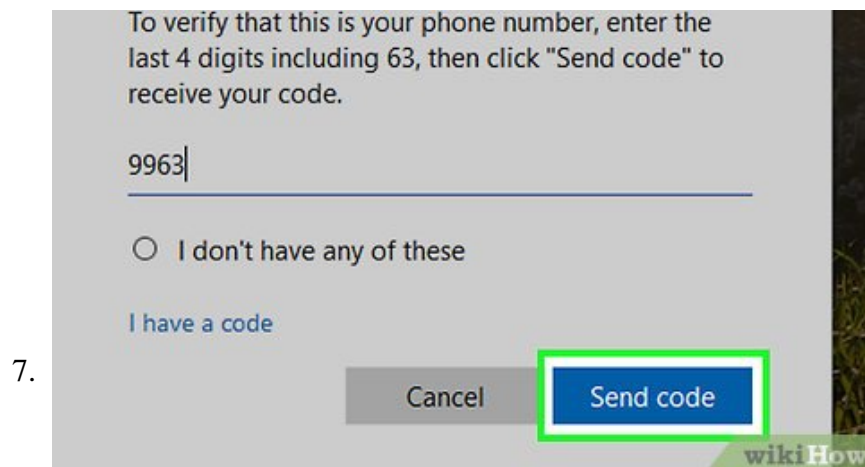 To verify that this is your phone number, enter the
last 4 digits including 63, then click "Send code" to
receive your code.
9963
I don't have any of these
I have a code
7.
Cancel Send code
wikiHow